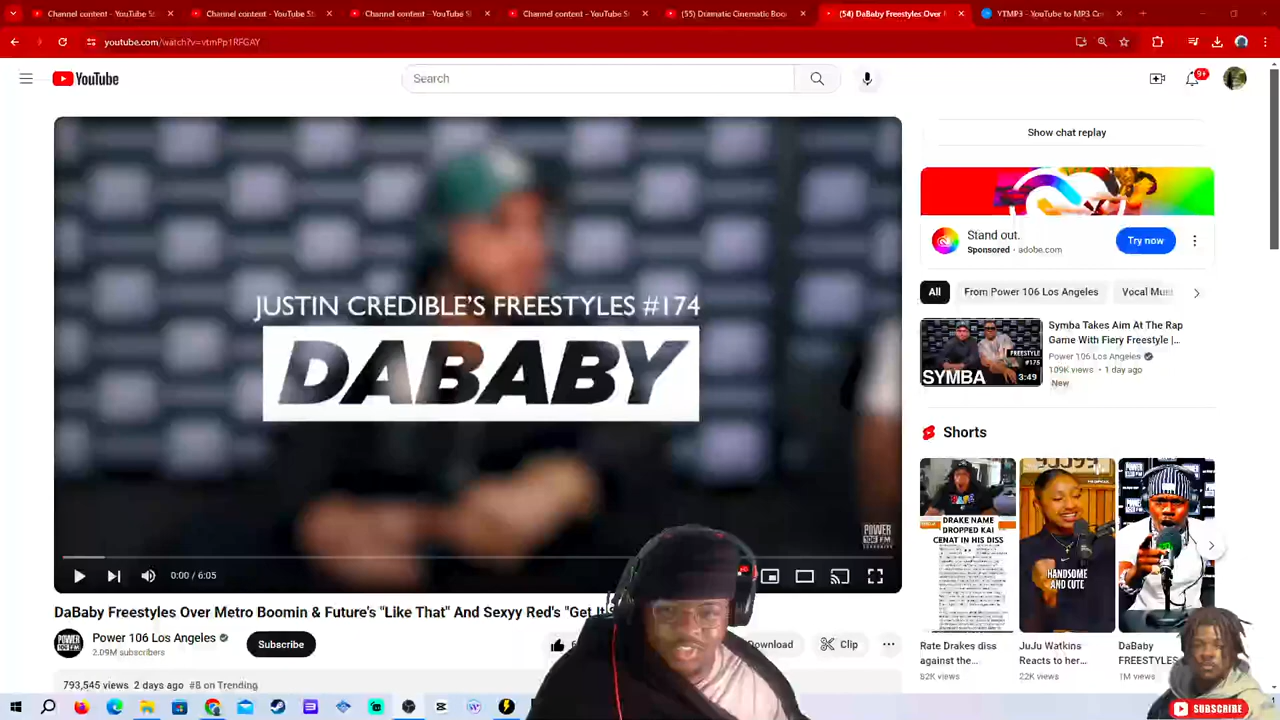 Channel content - YouTube St
Channel content - YouTube St
Channel content - YouTube S
Channel content - YouTube S
(55) Dramatic Cinematic Boo
(54) DaBaby Freestyles Over
YTMP3 - YouTube to MP3 Co
youtube.com/watch?v=vtmPp1RFGAY
YouTube
Search
9+
Show chat replay
Stand out.
Sponsored • adobe.com
Try now
All
From Power 106 Los Angeles
Vocal Mus
JUSTIN CREDIBLE'S FREESTYLES #174
DABABY
POWER
106 FM
0:00 / 6:05
Symba Takes Aim At The Rap
Game With Fiery Freestyle |...
Power 106 Los Angeles
109K views • 1 day ago
New
FREESTYLE
#175
SYMBA
3:49
Shorts
DRAKE NAME
DROPPED KAI
CENAT IN HIS DISS
HANDSOME
AND CUTE
POWER
Rate Drakes diss
against the...
82K views
JuJu Watkins
Reacts to her...
22K views
DaBaby
FREESTYLES
1M views
DaBaby Freestyles Over Metro & Future's "Like That" And Sexyy Red's "Get It S
Power 106 Los Angeles
2.09M subscribers
Subscribe
Download
Clip
793,545 views 2 days ago #8 on Trending
SUBSCRIBE